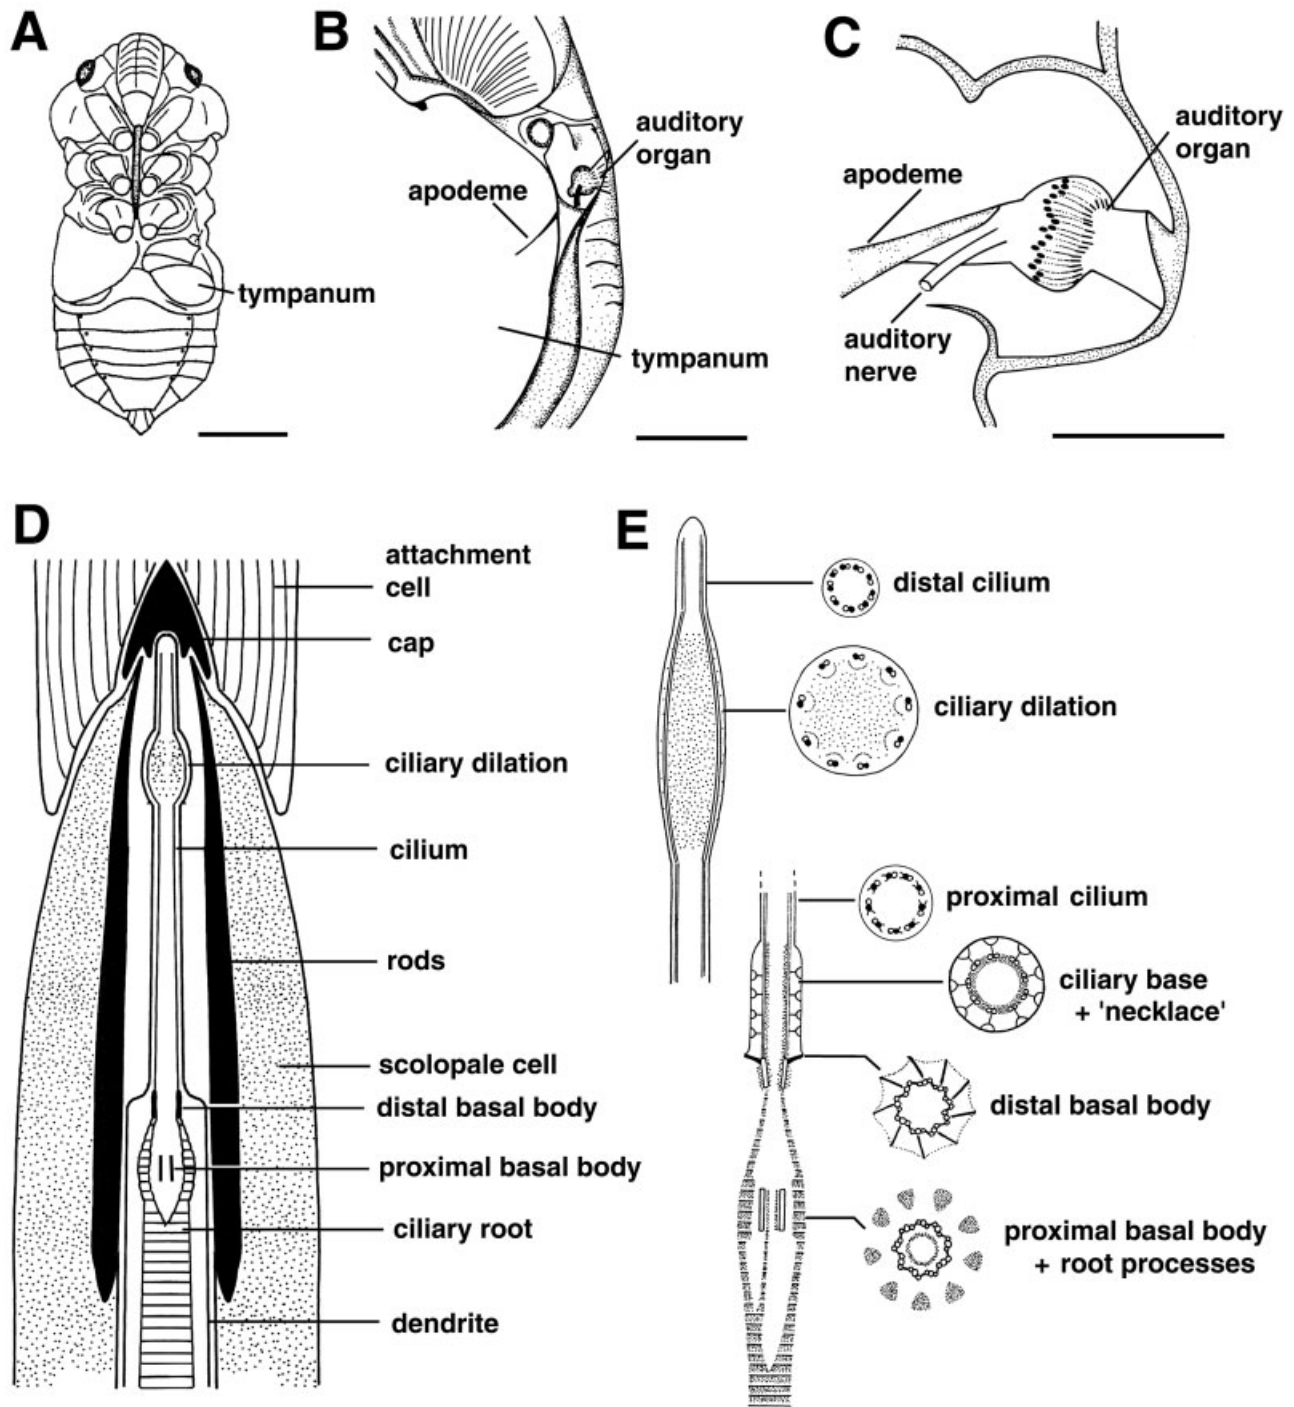 A
tympanum
B
auditory
organ
apodeme
tympanum
C
auditory
organ
apodeme
auditory
nerve
D
attachment
cell
cap
ciliary dilation
cilium
rods
scolopale cell
distal basal body
proximal basal body
ciliary root
dendrite
E
distal cilium
ciliary dilation
proximal cilium
ciliary base
+ 'necklace'
distal basal body
proximal basal body
+ root processes